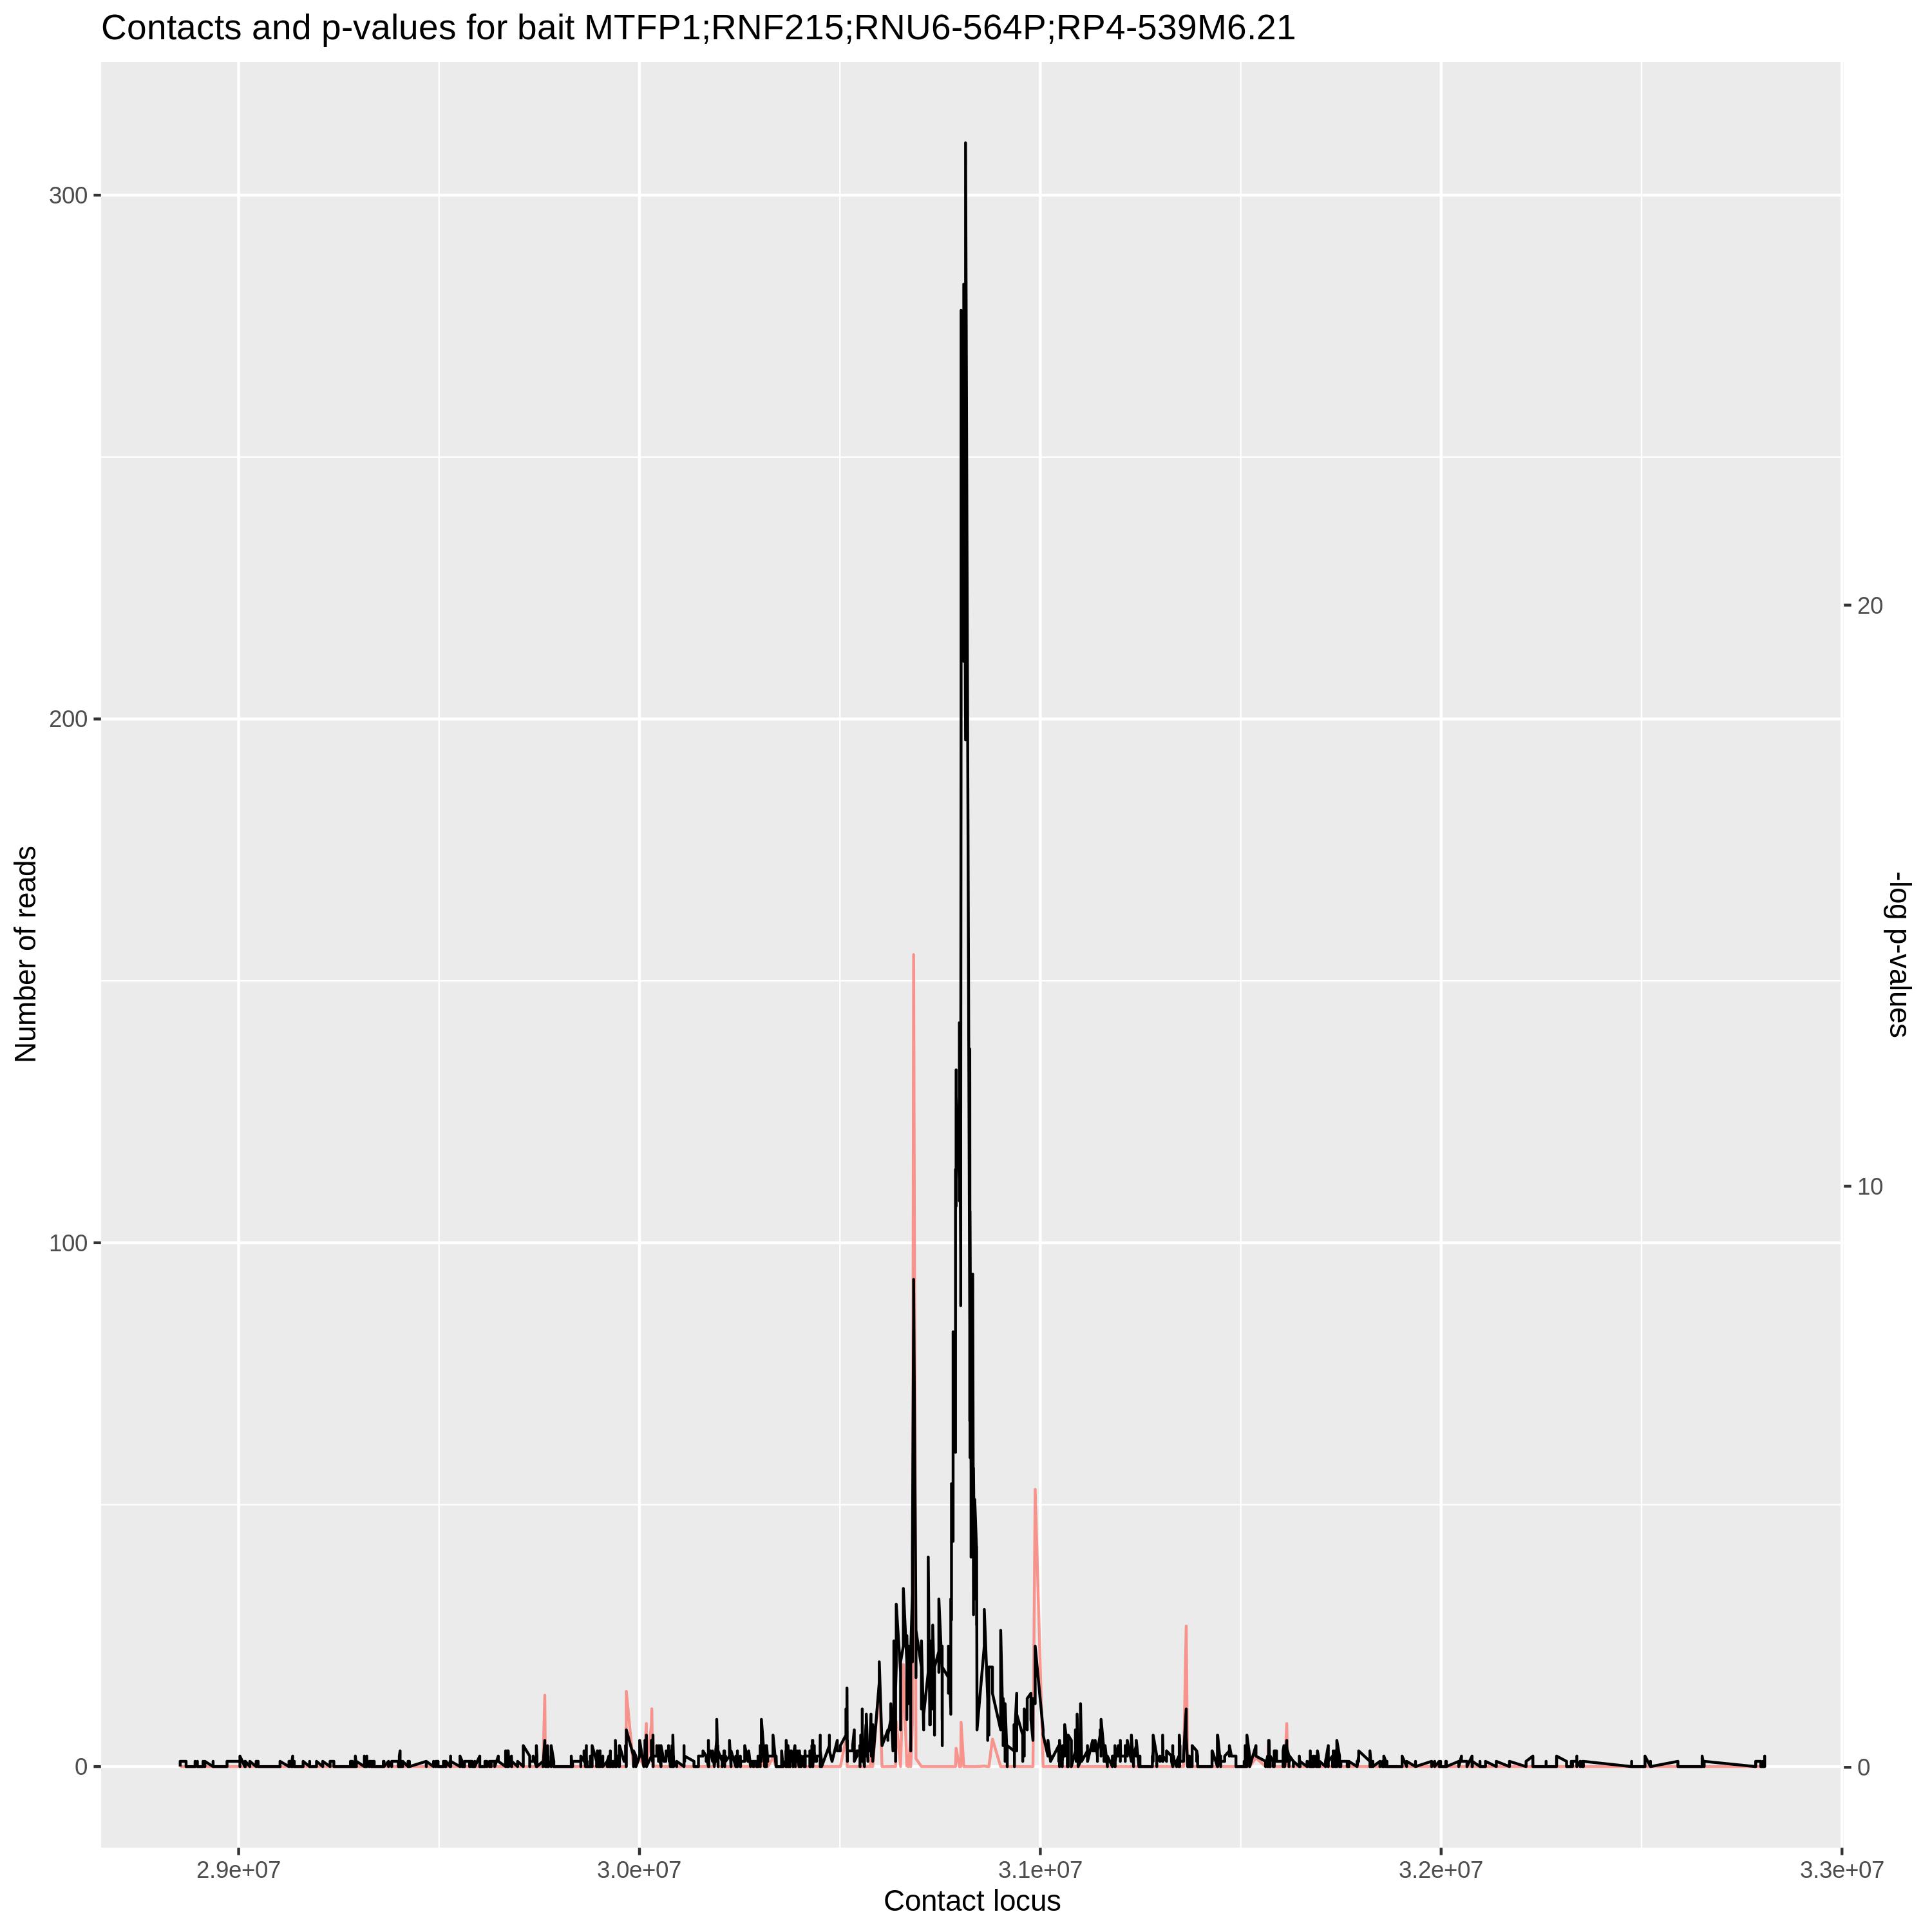 Contacts and p-values for bait MTFP1;RNF215;RNU6-564P;RP4-539M6.21
300
200
100
0
Number of reads
20
10
0
-log p-values
2.9e+07 3.0e+07 3.1e+07 3.2e+07 3.3e+07
Contact locus